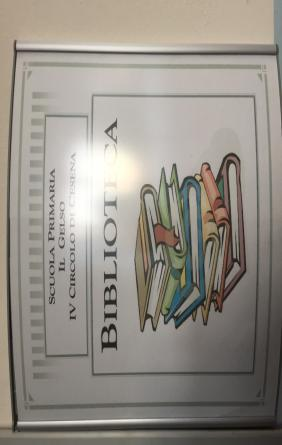 SCUOLA PRIMARIA
IL GELSO
IV CIRCOLO DI CESENA
BIBLIOTECA